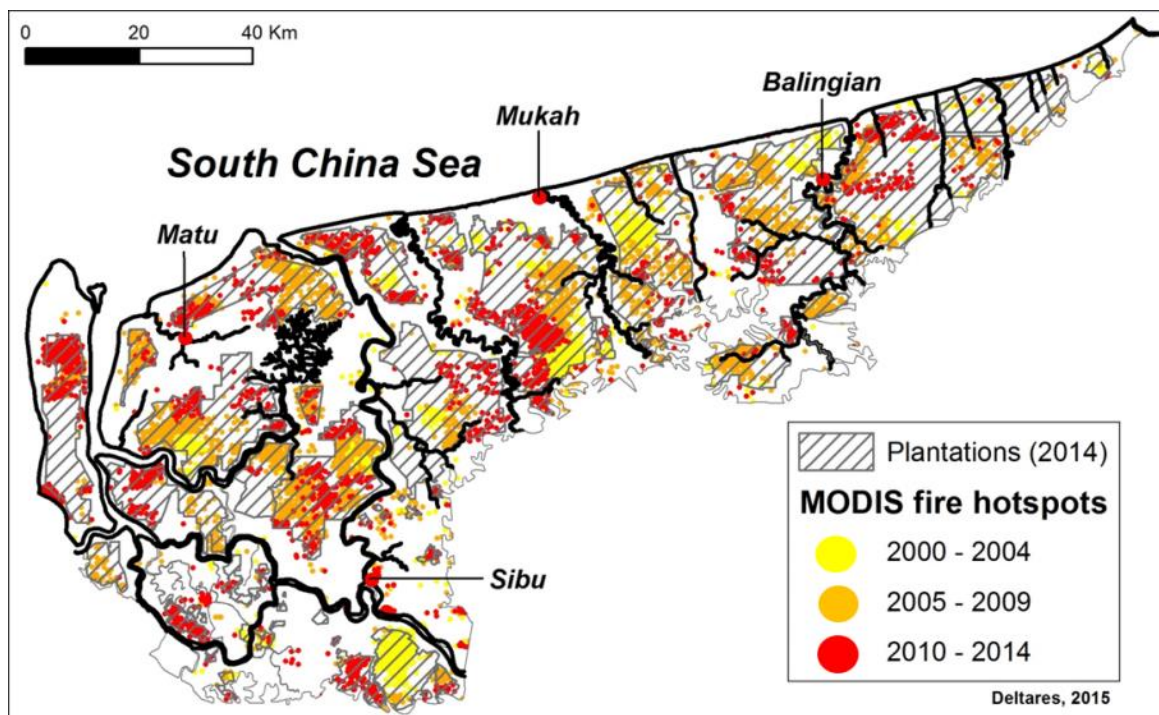 0 20 40 Km
Balingian
Mukah
South China Sea
Matu
Sibu
Plantations (2014)
MODIS fire hotspots
2000 - 2004
2005 - 2009
2010 - 2014
Deltares, 2015